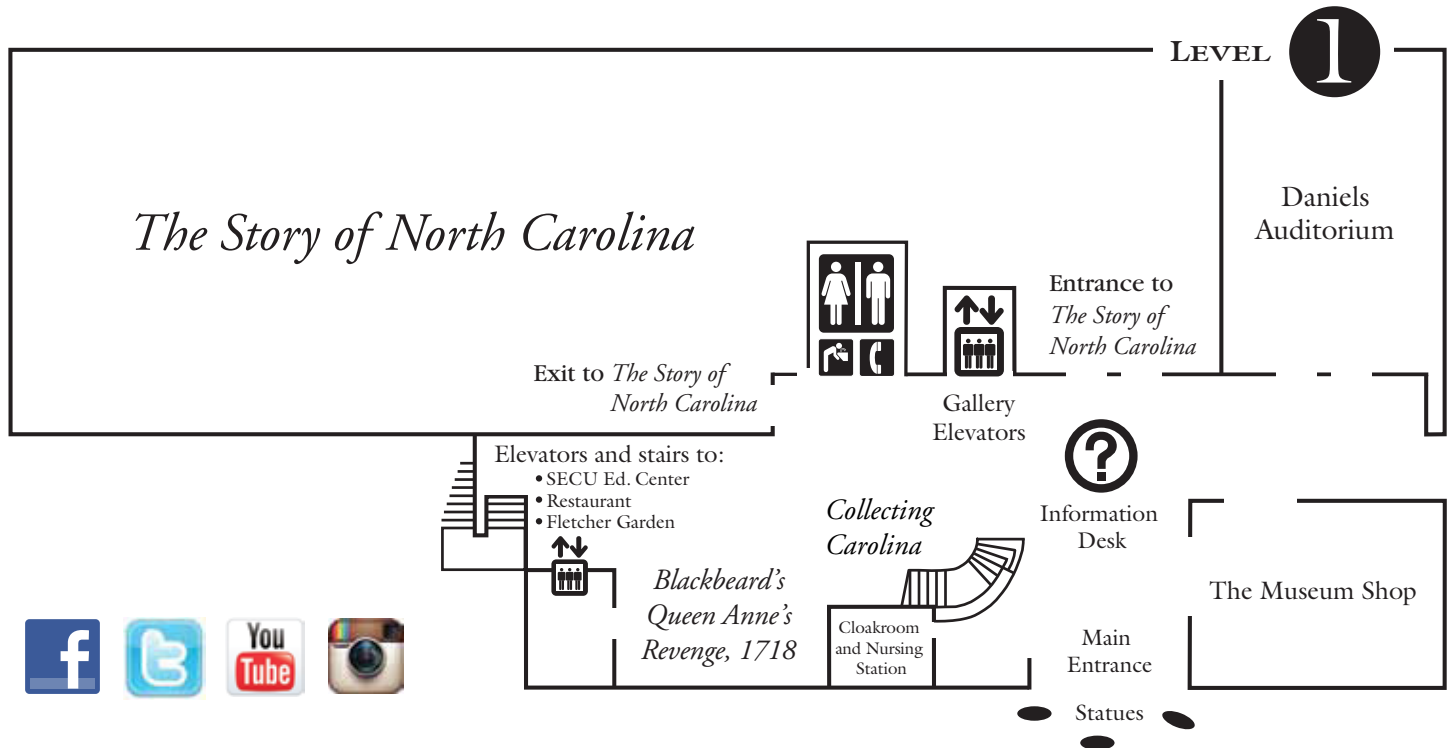 LEVEL 1
The Story of North Carolina
Daniels
Auditorium
Entrance to
The Story of
North Carolina
Exit to The Story of
North Carolina
Gallery
Elevators
Elevators and stairs to:
• SECU Ed. Center
• Restaurant
• Fletcher Garden
?
Information
Desk
Collecting
Carolina
Blackbeard's
Queen Anne's
Revenge, 1718
Cloakroom
and Nursing
Station
The Museum Shop
Main
Entrance
Statues
f
t
You
Tube